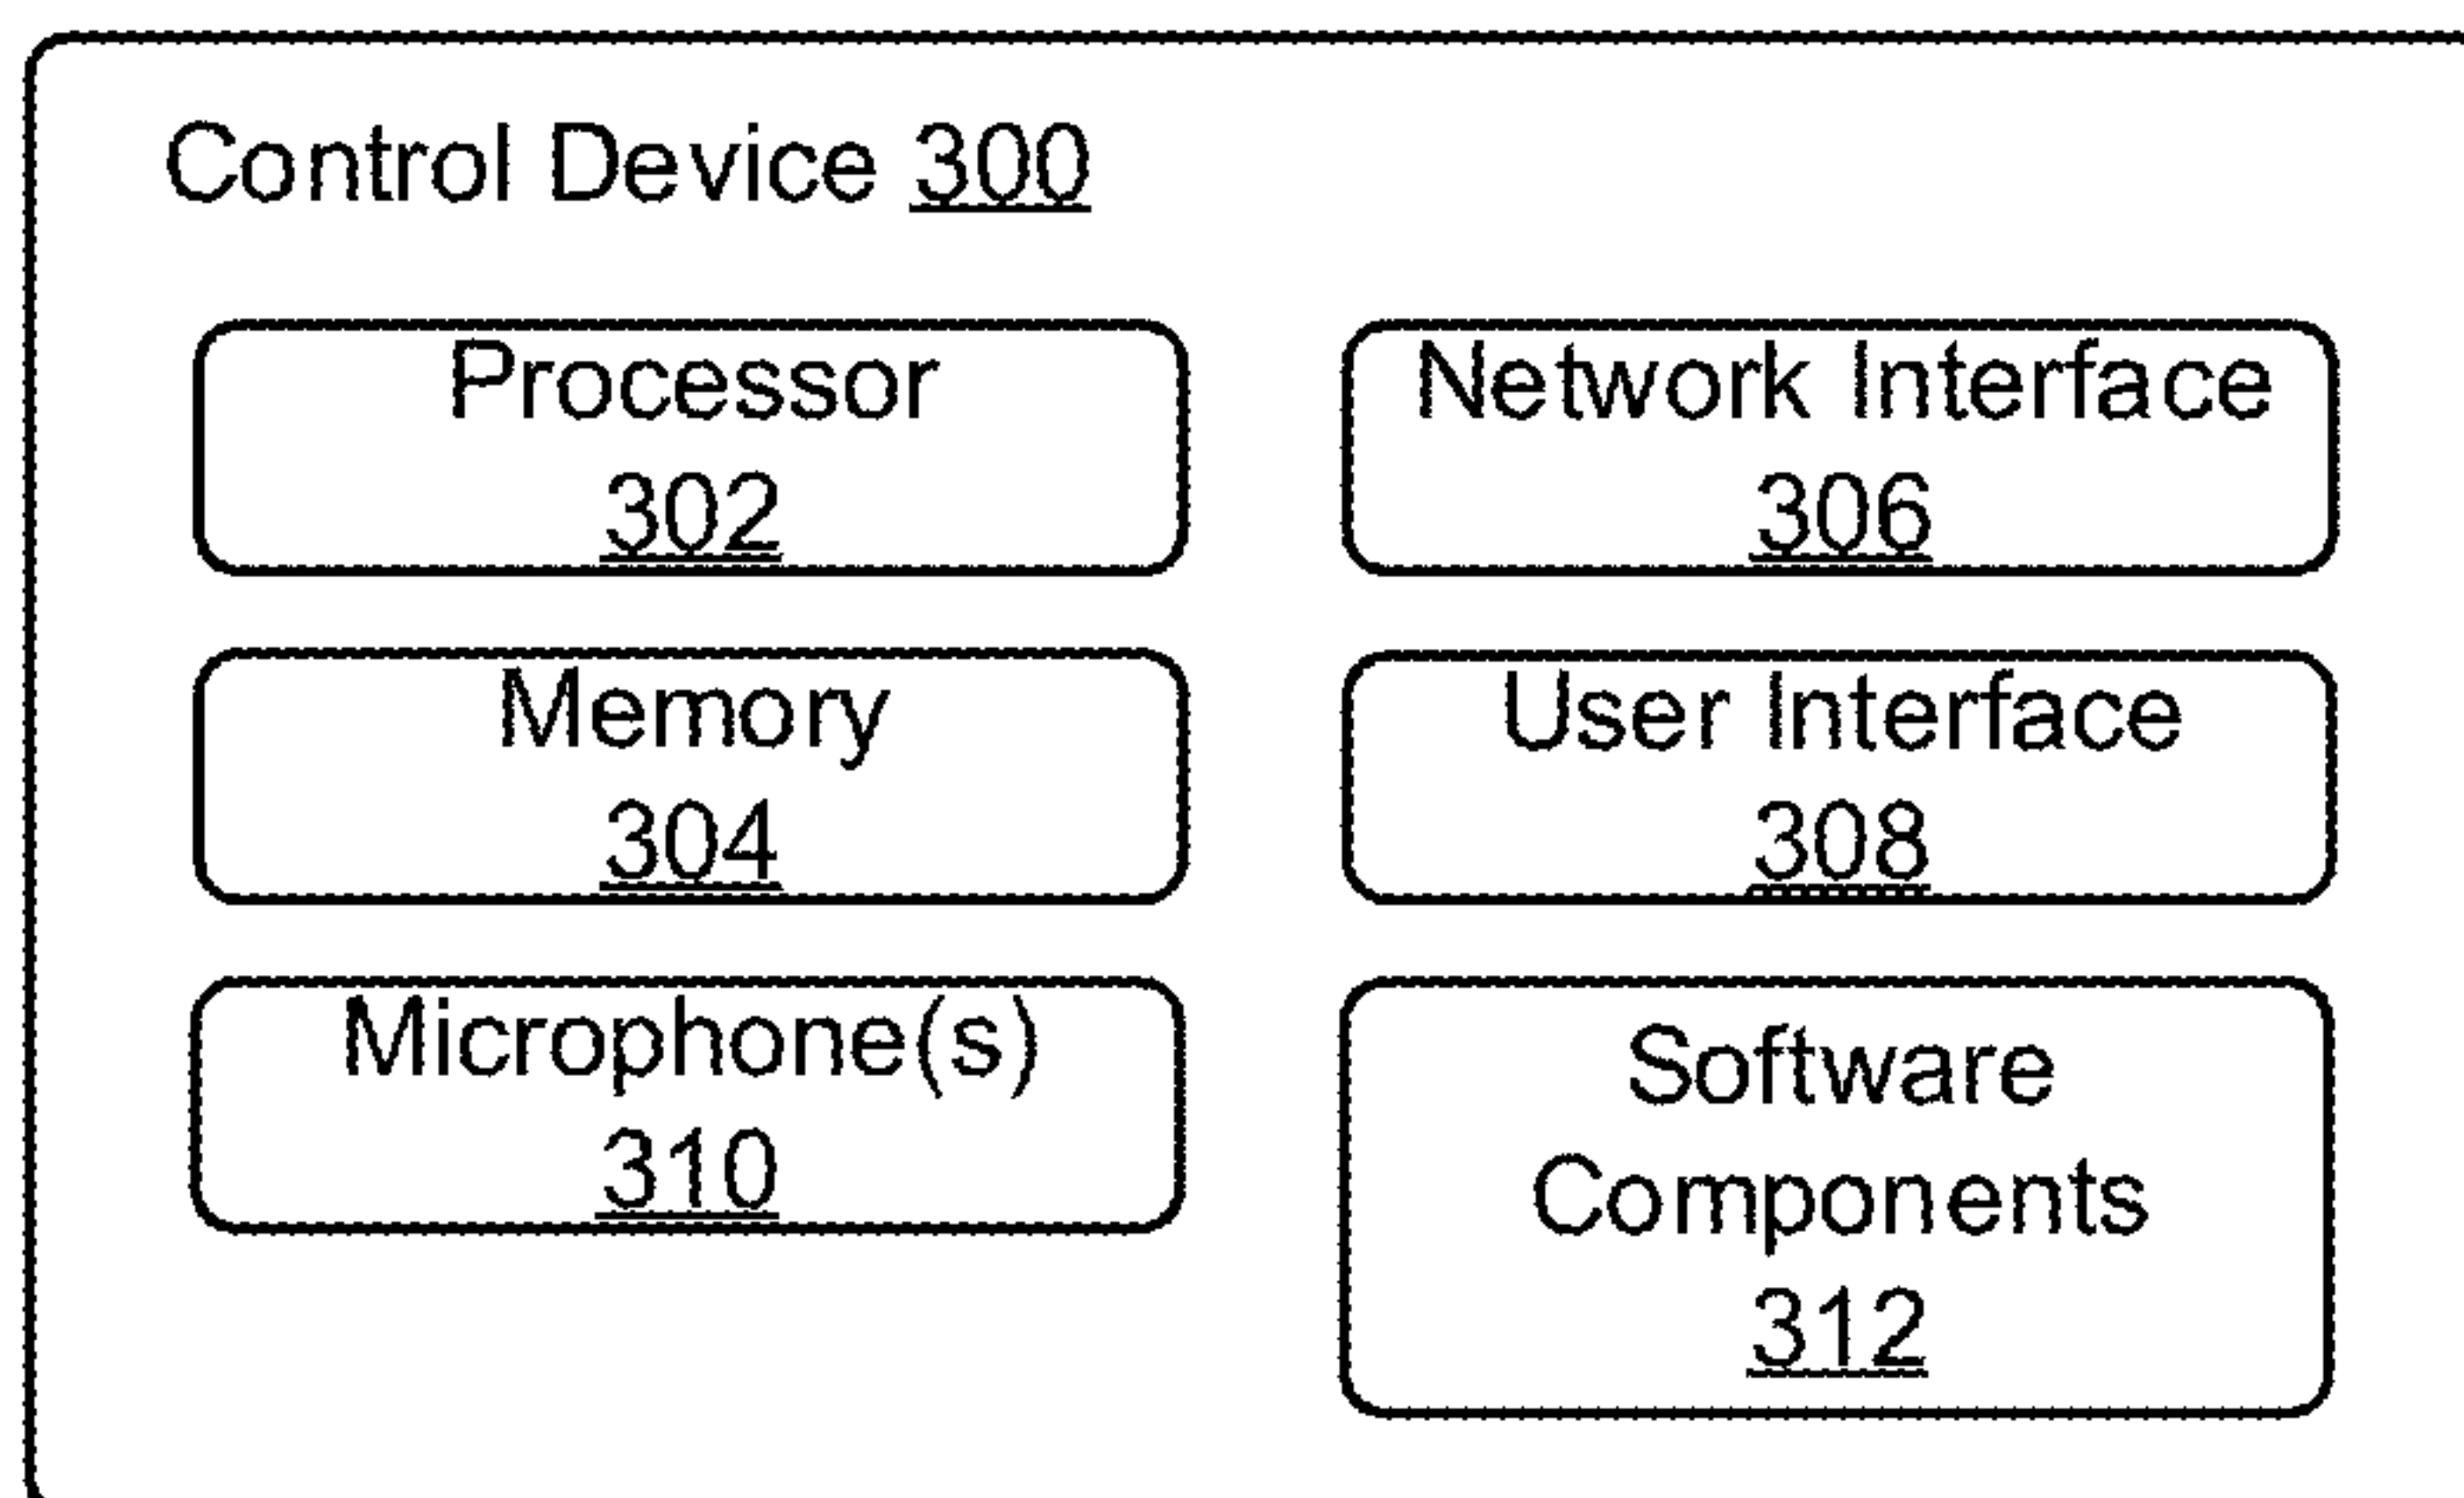 Control Device 300
Processor
302
Network Interface
306
Memory
304
User Interface
308
Microphone(s)
310
Software
Components
312